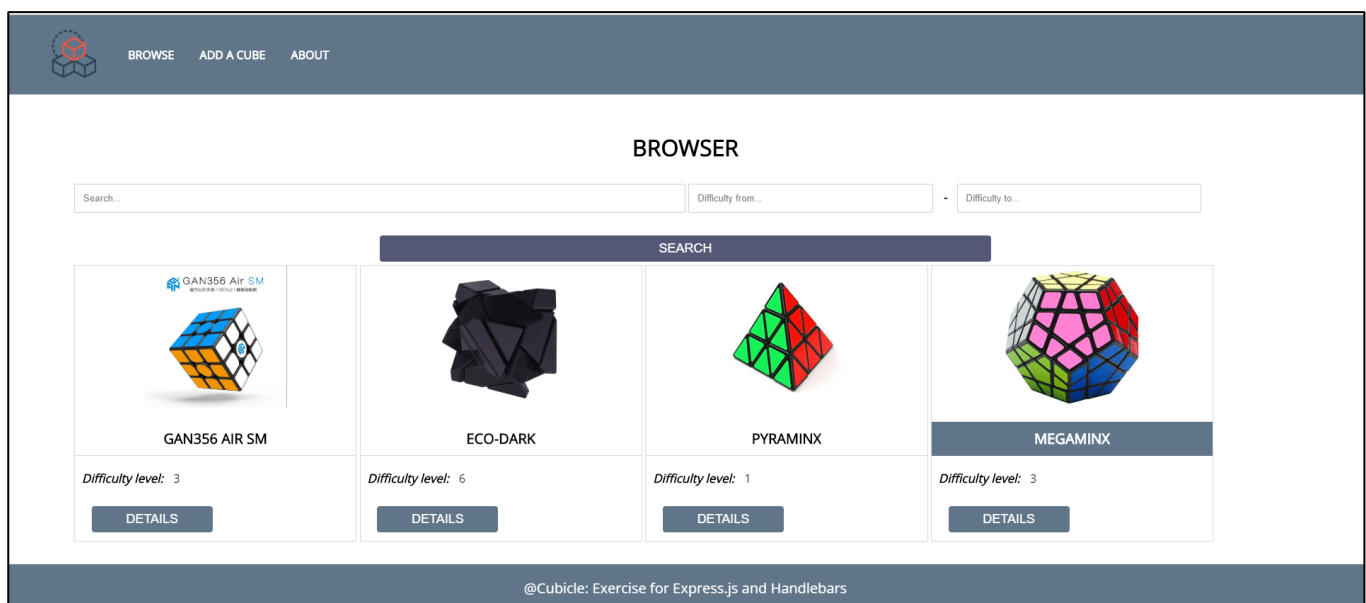 BROWSE ADD A CUBE ABOUT
BROWSER
Search... Difficulty from... - Difficulty to...
SEARCH
GAN356 Air SM
GAN356 AIR SM ECO-DARK PYRAMINX MEGAMINX
Difficulty level: 3 Difficulty level: 6 Difficulty level: 1 Difficulty level: 3
DETAILS DETAILS DETAILS DETAILS
@Cubicle: Exercise for Express.js and Handlebars